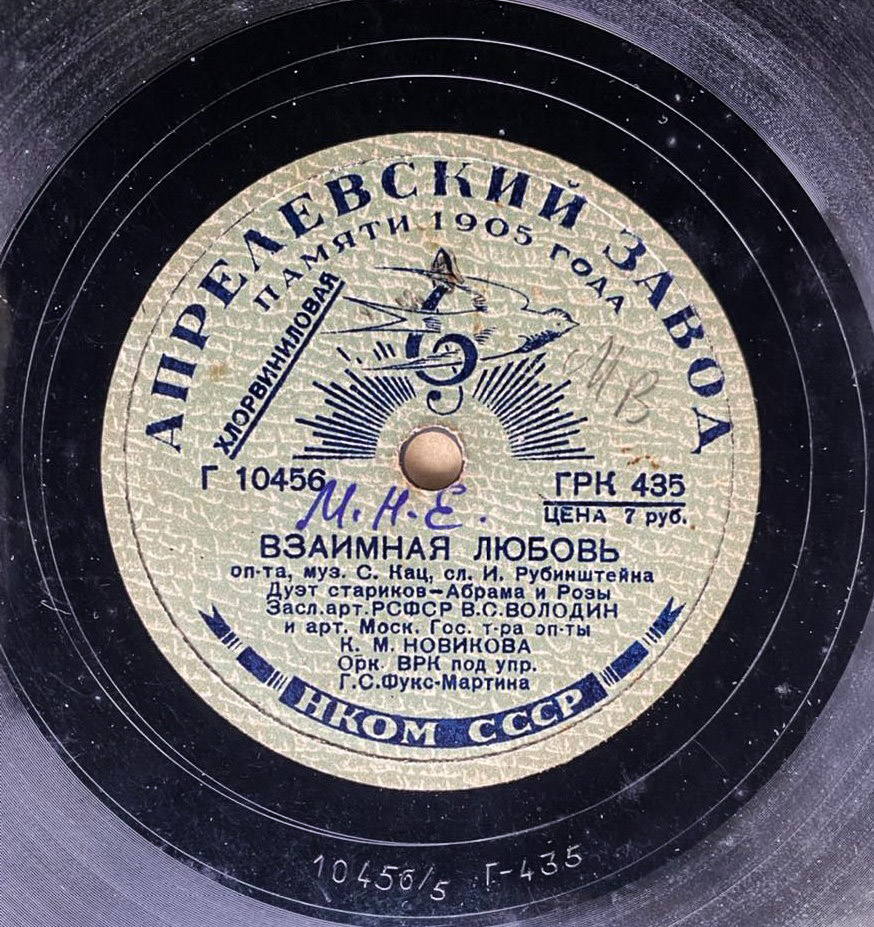 АПРЕЛЕВСКИЙ ЗАВОД
ПАМЯТИ 1905 ГОДА
ХЛОРВИНИЛОВАЯ
МВ
Г 10456
ГРК 435
ЦЕНА 7 руб.
М.Н.Е.
ВЗАИМНАЯ ЛЮБОВЬ
оп-та, муз. С. Кац, сл. И. Рубинштейна
Дуэт стариков-Абрама и Розы
Засл.арт.РСФСР В.С.ВОЛОДИН
и арт. Моск. Гос. т-ра оп-ты
К. М. НОВИКОВА
Орк. ВРК под упр.
Г.С.Фукс-Мартина
НКОМ СССР
10456/5 Г-435